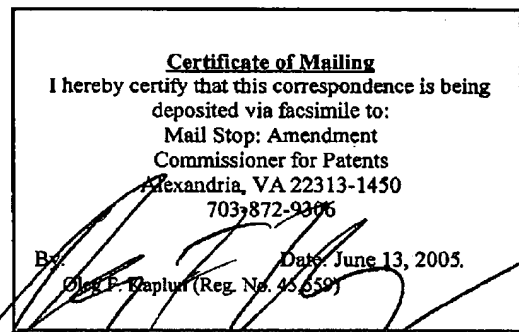 Certificate of Mailing
I hereby certify that this correspondence is being
deposited via facsimile to:
Mail Stop: Amendment
Commissioner for Patents
Alexandria, VA 22313-1450
703-872-9306
By: Date: June 13, 2005.
Oleg F. Kaplun (Reg. No. 45,559)